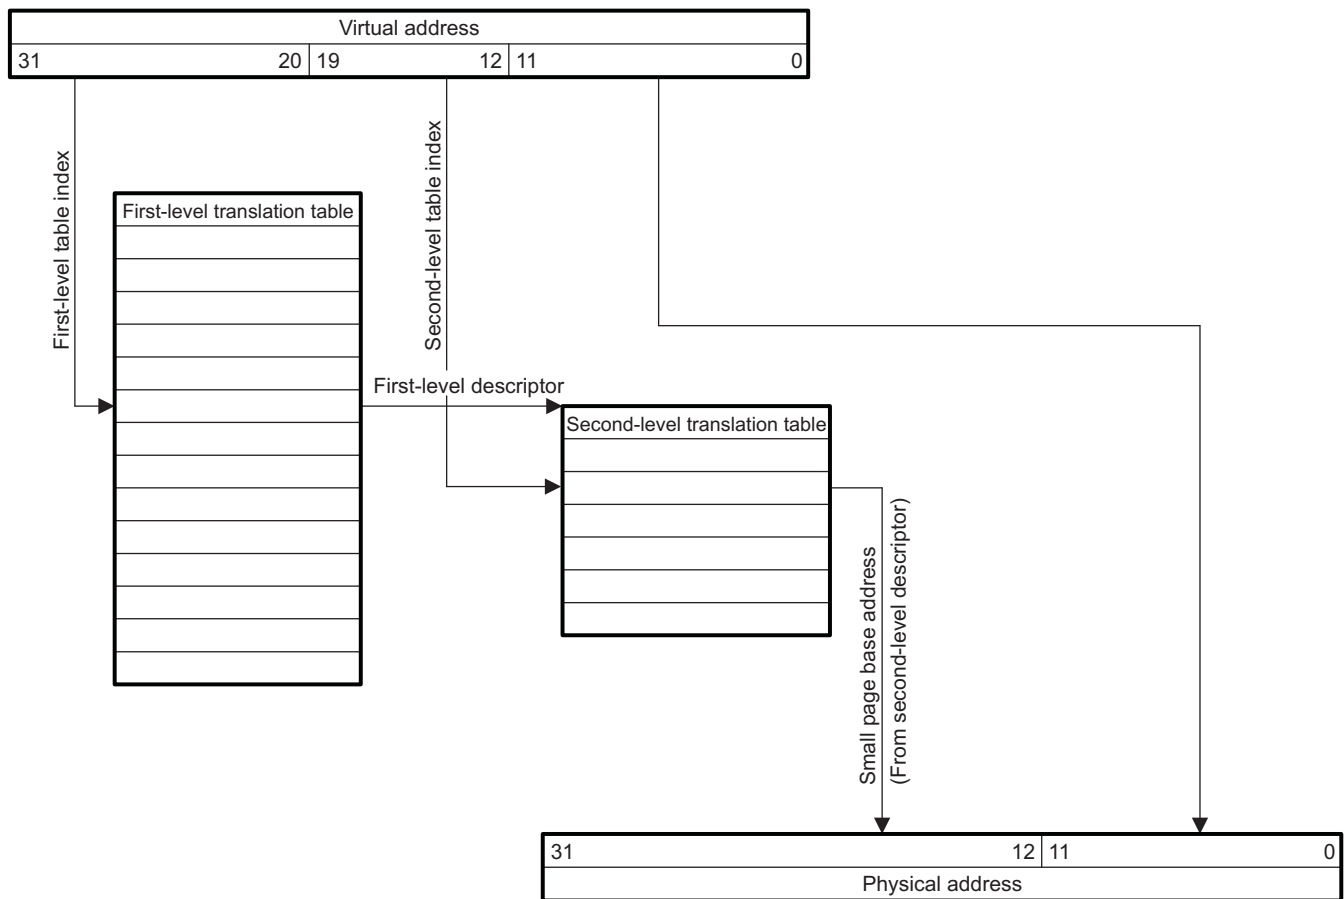 Virtual address
31 20 19 12 11 0
First-level table index
Second-level table index
First-level translation table
First-level descriptor
Second-level translation table
Small page base address
(From second-level descriptor)
31 12 11 0
Physical address